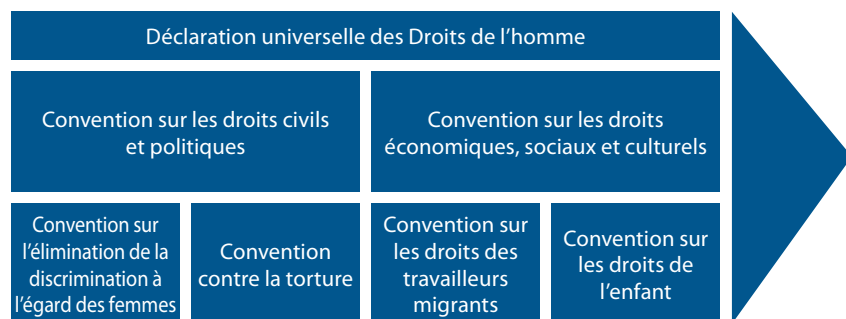 Déclaration universelle des Droits de l'homme
Convention sur les droits civils
et politiques
Convention sur les droits
économiques, sociaux et culturels
Convention sur
l'élimination de la
discrimination à
l'égard des femmes
Convention
contre la torture
Convention sur
les droits des
travailleurs
migrants
Convention sur
les droits de
l'enfant